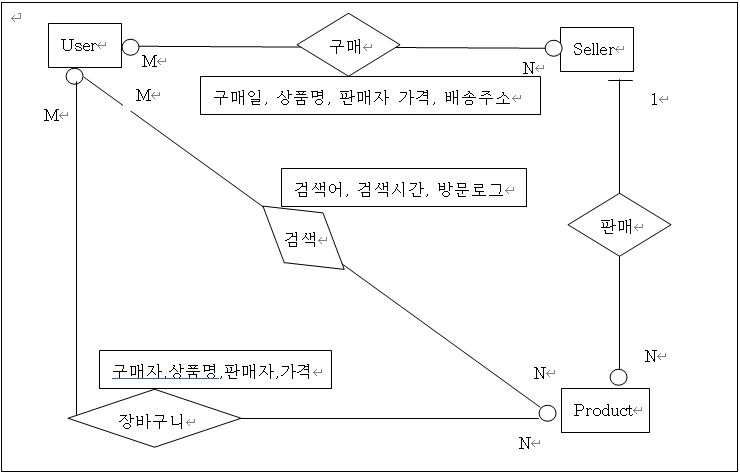 User
구매
Seller
M
N
M
구매일, 상품명, 판매자 가격, 배송주소
M
1
검색어, 검색시간, 방문로그
판매
검색
구매자,상품명,판매자,가격
N
N
장바구니
Product
N